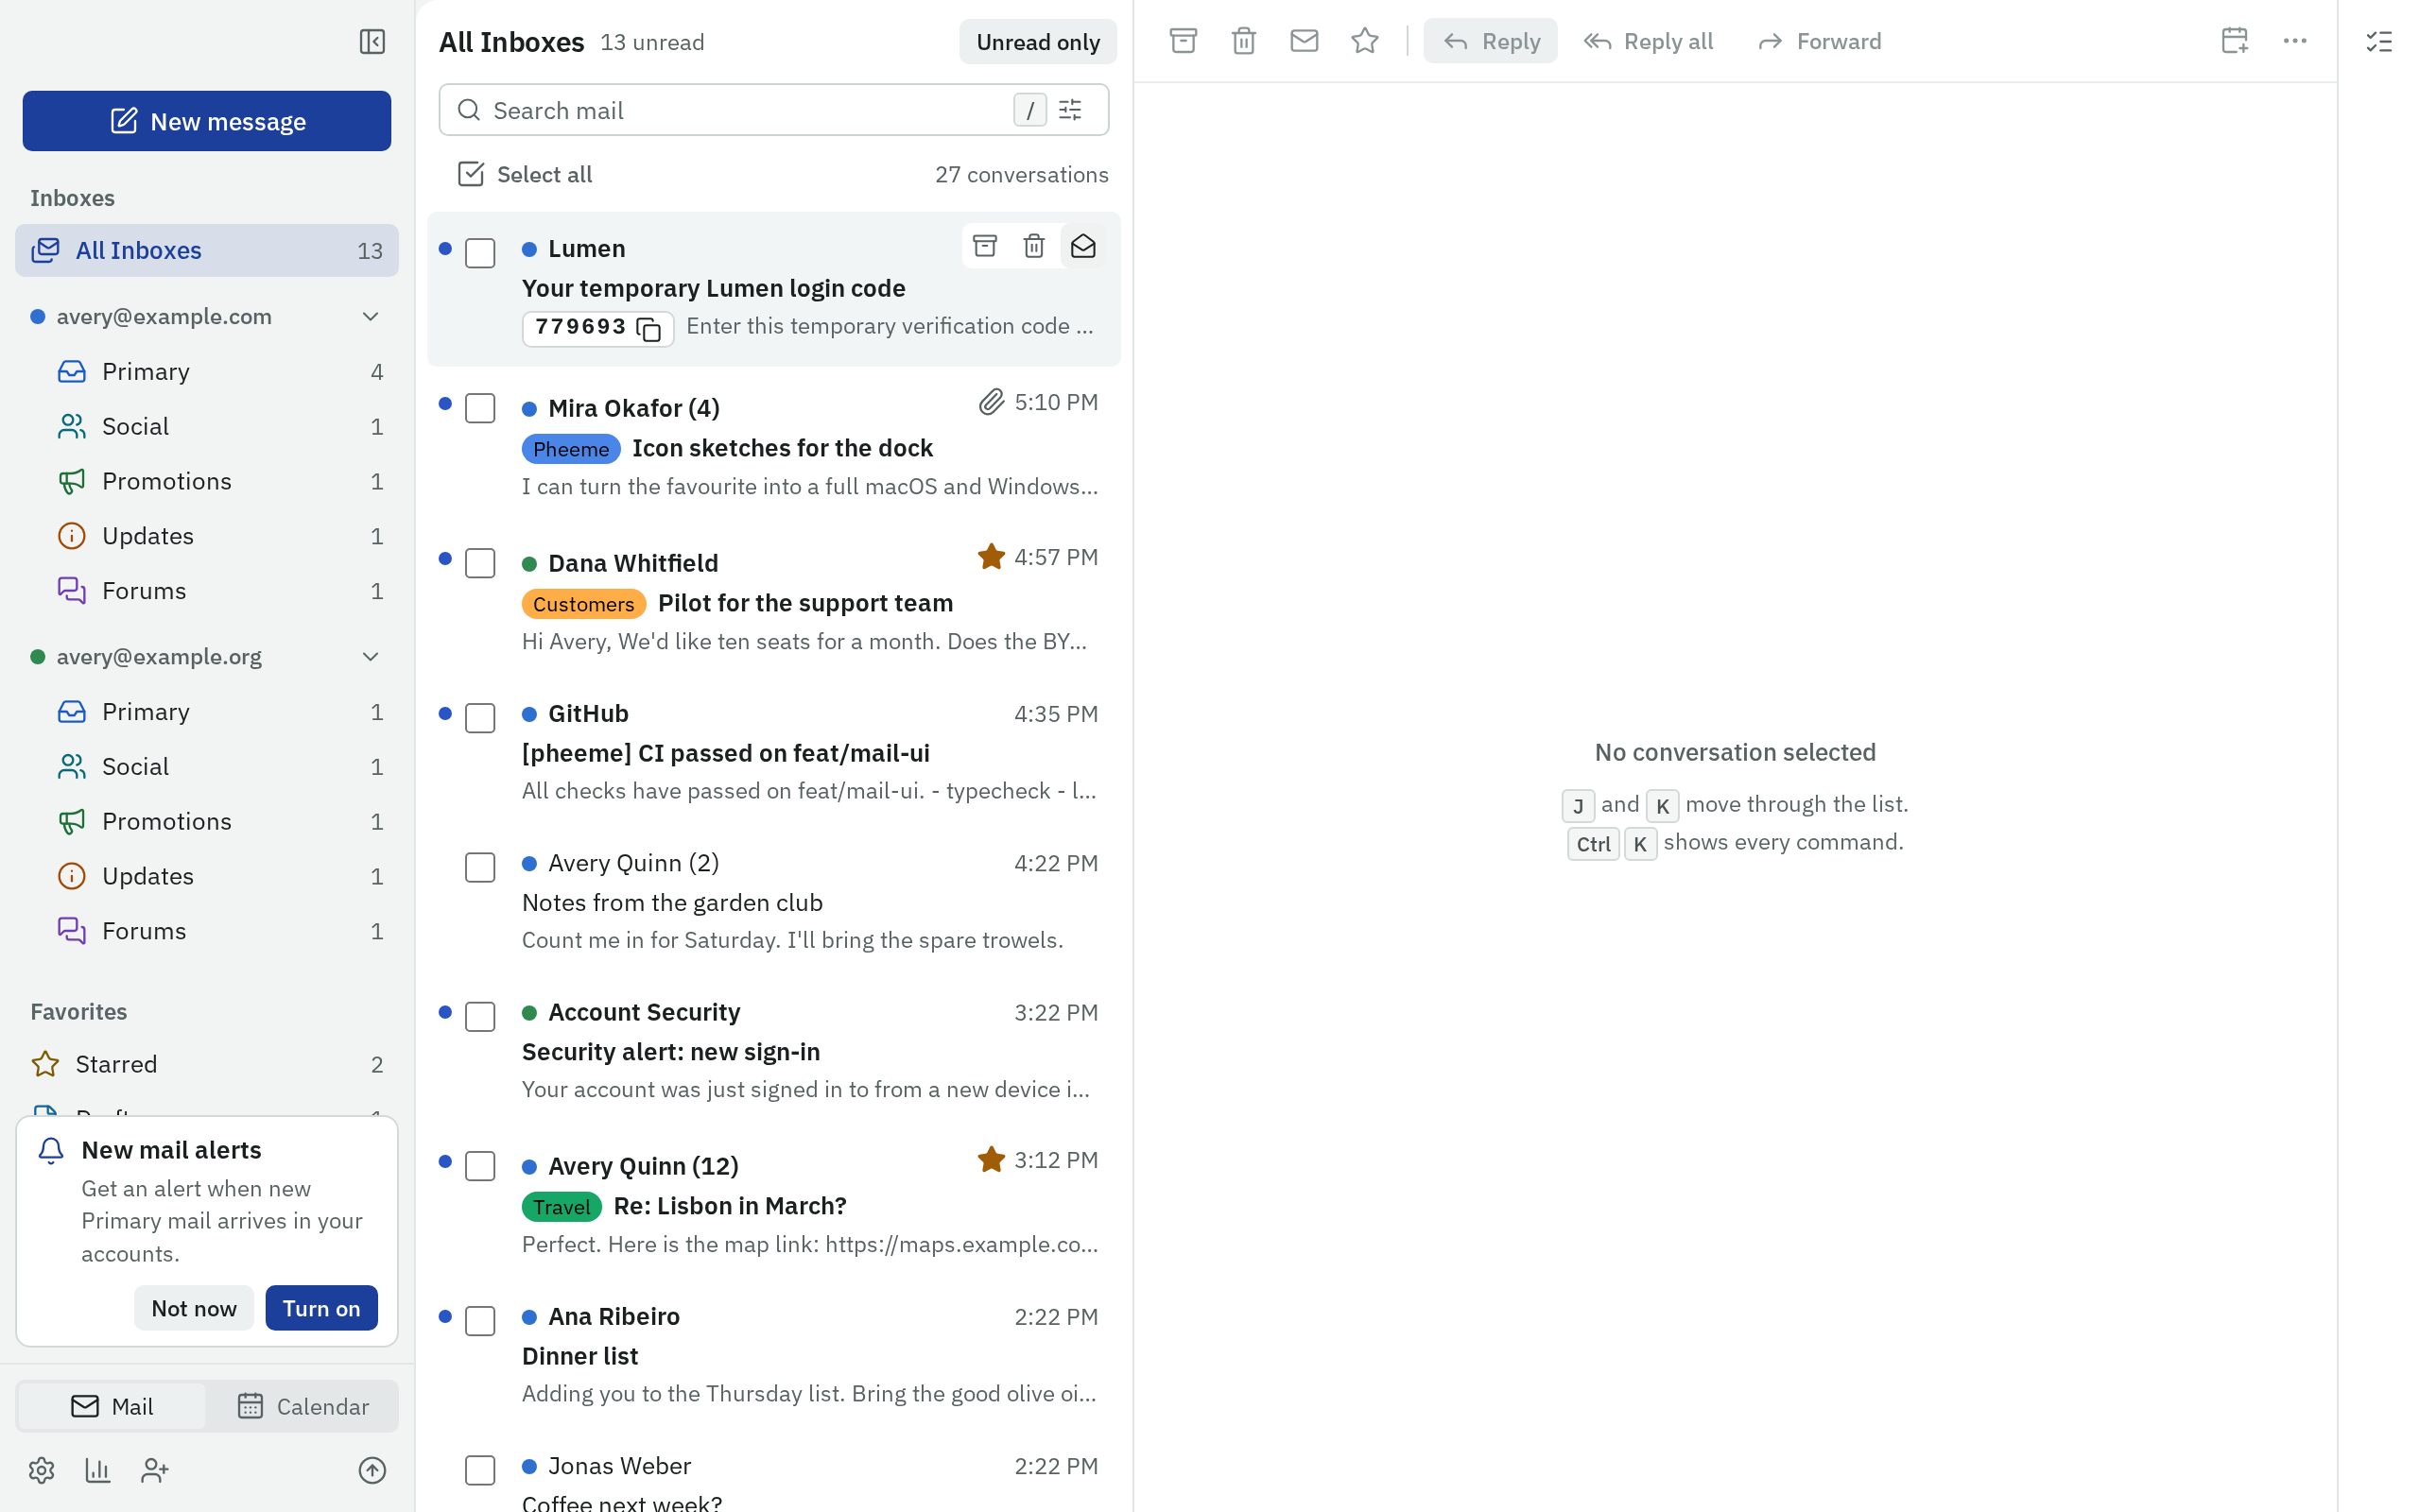 New message
Inboxes
All Inboxes 13
avery@example.com
Primary 4
Social 1
Promotions 1
Updates 1
Forums 1
avery@example.org
Primary 1
Social 1
Promotions 1
Updates 1
Forums 1
Favorites
Starred 2
New mail alerts
Get an alert when new
Primary mail arrives in your
accounts.
Not now Turn on
Mail Calendar
All Inboxes 13 unread Unread only
Search mail /
Select all 27 conversations
Lumen
Your temporary Lumen login code
779693 Enter this temporary verification code ...
Mira Okafor (4) 5:10 PM
Pheeme Icon sketches for the dock
I can turn the favourite into a full macOS and Windows...
Dana Whitfield 4:57 PM
Customers Pilot for the support team
Hi Avery, We'd like ten seats for a month. Does the BY...
GitHub 4:35 PM
[pheeme] CI passed on feat/mail-ui
All checks have passed on feat/mail-ui. - typecheck - l...
Avery Quinn (2) 4:22 PM
Notes from the garden club
Count me in for Saturday. I'll bring the spare trowels.
Account Security 3:22 PM
Security alert: new sign-in
Your account was just signed in to from a new device i...
Avery Quinn (12) 3:12 PM
Travel Re: Lisbon in March?
Perfect. Here is the map link: https://maps.example.co...
Ana Ribeiro 2:22 PM
Dinner list
Adding you to the Thursday list. Bring the good olive oi...
Jonas Weber 2:22 PM
Coffee next week?
Reply Reply all Forward
No conversation selected
J and K move through the list.
Ctrl K shows every command.